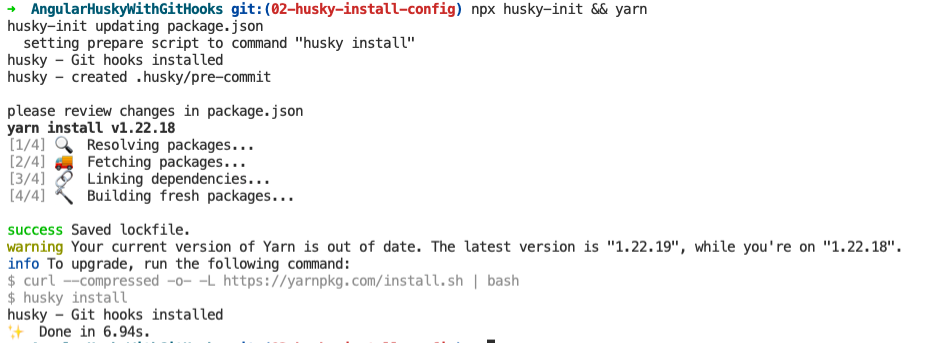 ➜  AngularHuskyWithGitHooks git:(02-husky-install-config) npx husky-init && yarn
husky-init updating package.json
  setting prepare script to command "husky install"
husky - Git hooks installed
husky - created .husky/pre-commit

please review changes in package.json
yarn install v1.22.18
[1/4] 🔍  Resolving packages...
[2/4] 🚚  Fetching packages...
[3/4] 🔗  Linking dependencies...
[4/4] 🔨  Building fresh packages...

success Saved lockfile.
warning Your current version of Yarn is out of date. The latest version is "1.22.19", while you're on "1.22.18".
info To upgrade, run the following command:
$ curl --compressed -o- -L https://yarnpkg.com/install.sh | bash
$ husky install
husky - Git hooks installed
✨  Done in 6.94s.